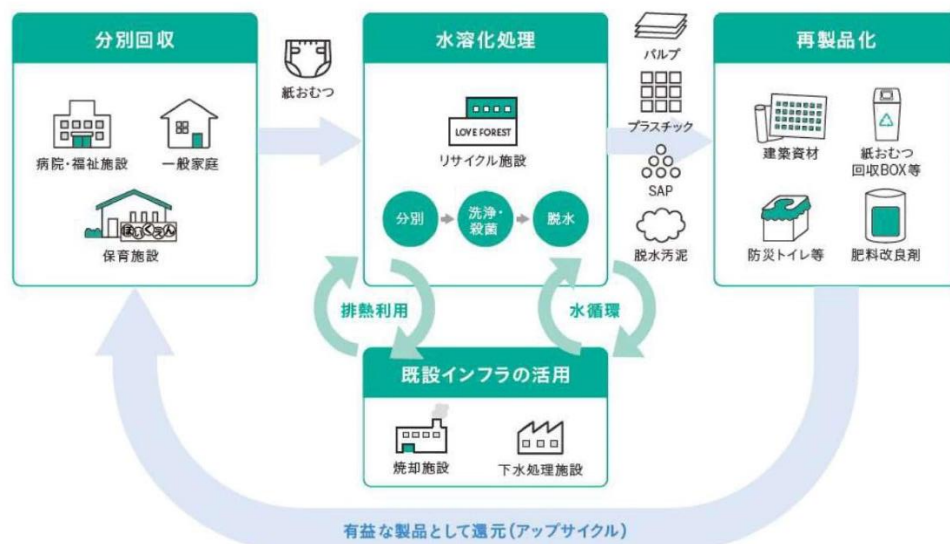 分別回収
病院・福祉施設
一般家庭
ほいくえん
保育施設
紙おむつ
水溶化処理
LOVE FOREST
リサイクル施設
分別
洗浄・
殺菌
脱水
パルプ
プラスチック
SAP
脱水汚泥
再製品化
建築資材
紙おむつ
回収BOX等
防災トイレ等
肥料改良剤
排熱利用
水循環
既設インフラの活用
焼却施設
下水処理施設
有益な製品として還元(アップサイクル)